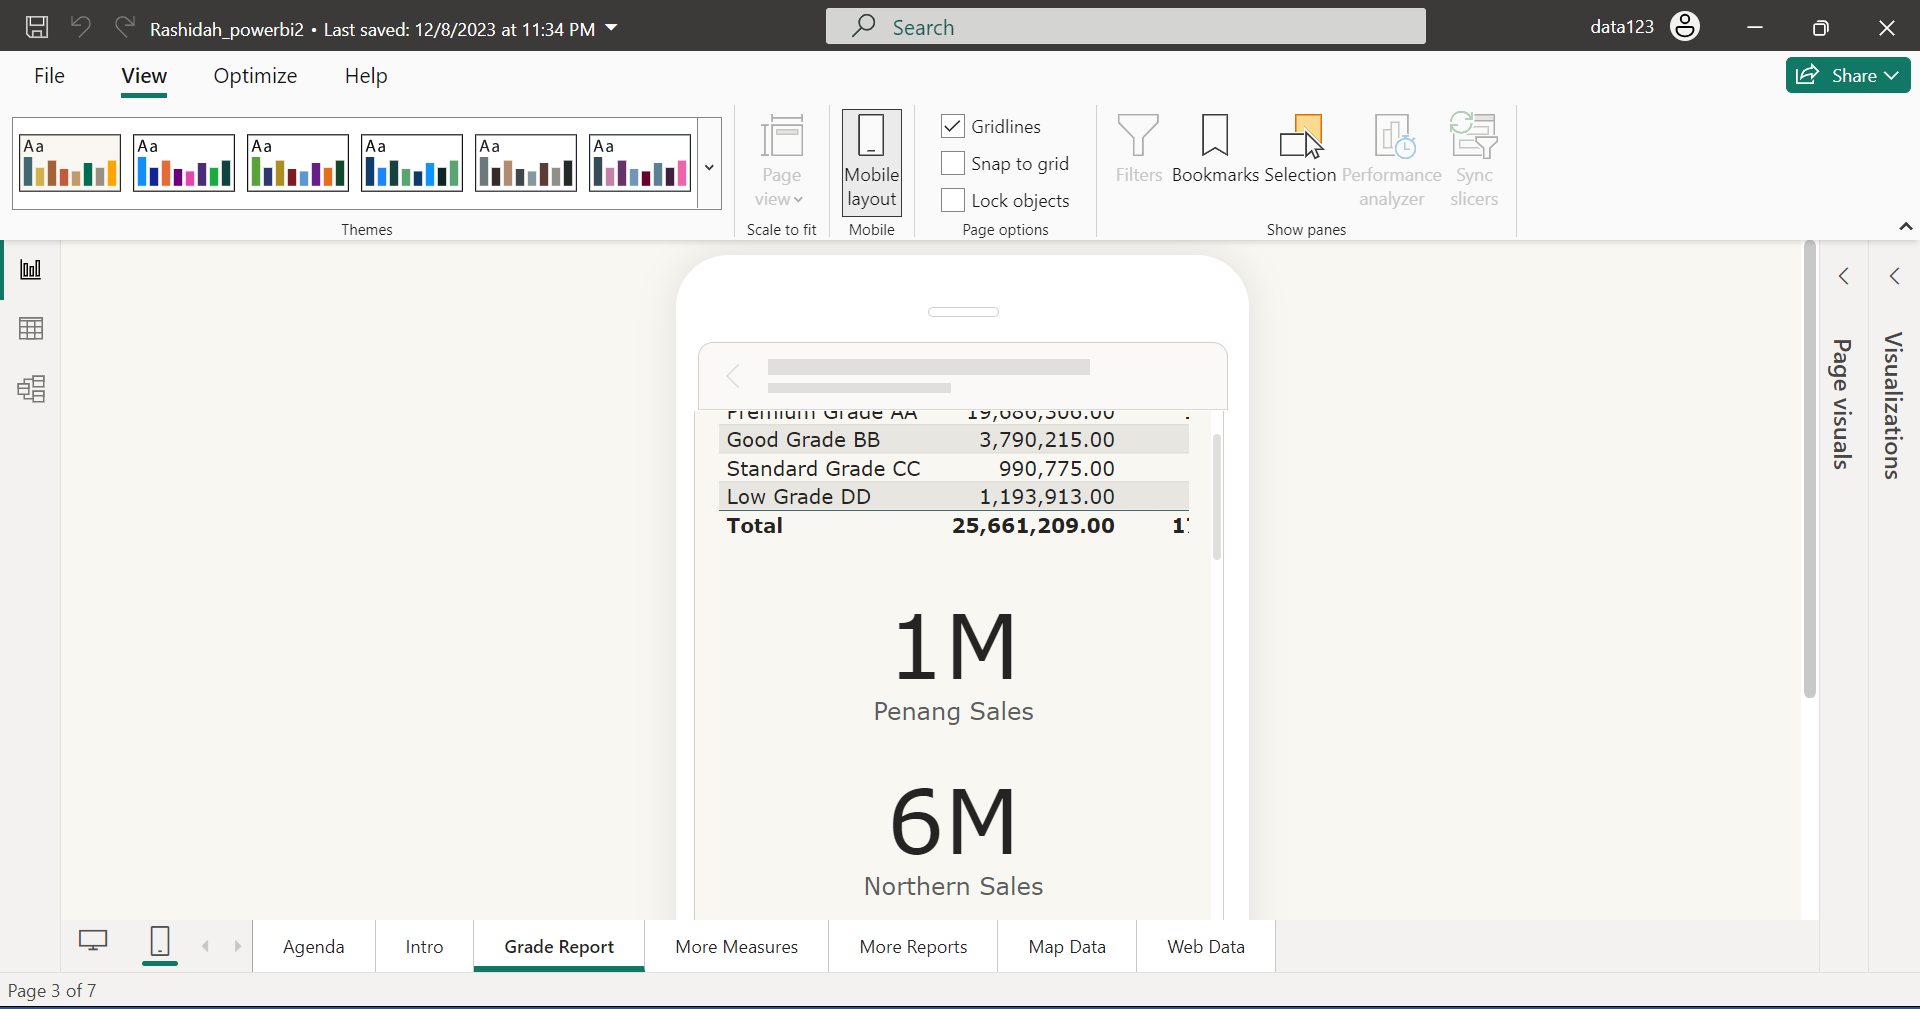 Rashidah_powerbi2 • Last saved: 12/8/2023 at 11:34 PM
Search
data123
File
View
Optimize
Help
Share
Aa
Aa
Aa
Aa
Aa
Aa
Themes
Page view
Scale to fit
Mobile layout
Mobile
Gridlines
Snap to grid
Lock objects
Page options
Filters
Bookmarks
Selection
Performance analyzer
Sync slicers
Show panes
Premium Grade AA 19,686,306.00
Good Grade BB 3,790,215.00
Standard Grade CC 990,775.00
Low Grade DD 1,193,913.00
Total 25,661,209.00
1M
Penang Sales
6M
Northern Sales
Page visuals
Visualizations
Agenda
Intro
Grade Report
More Measures
More Reports
Map Data
Web Data
Page 3 of 7